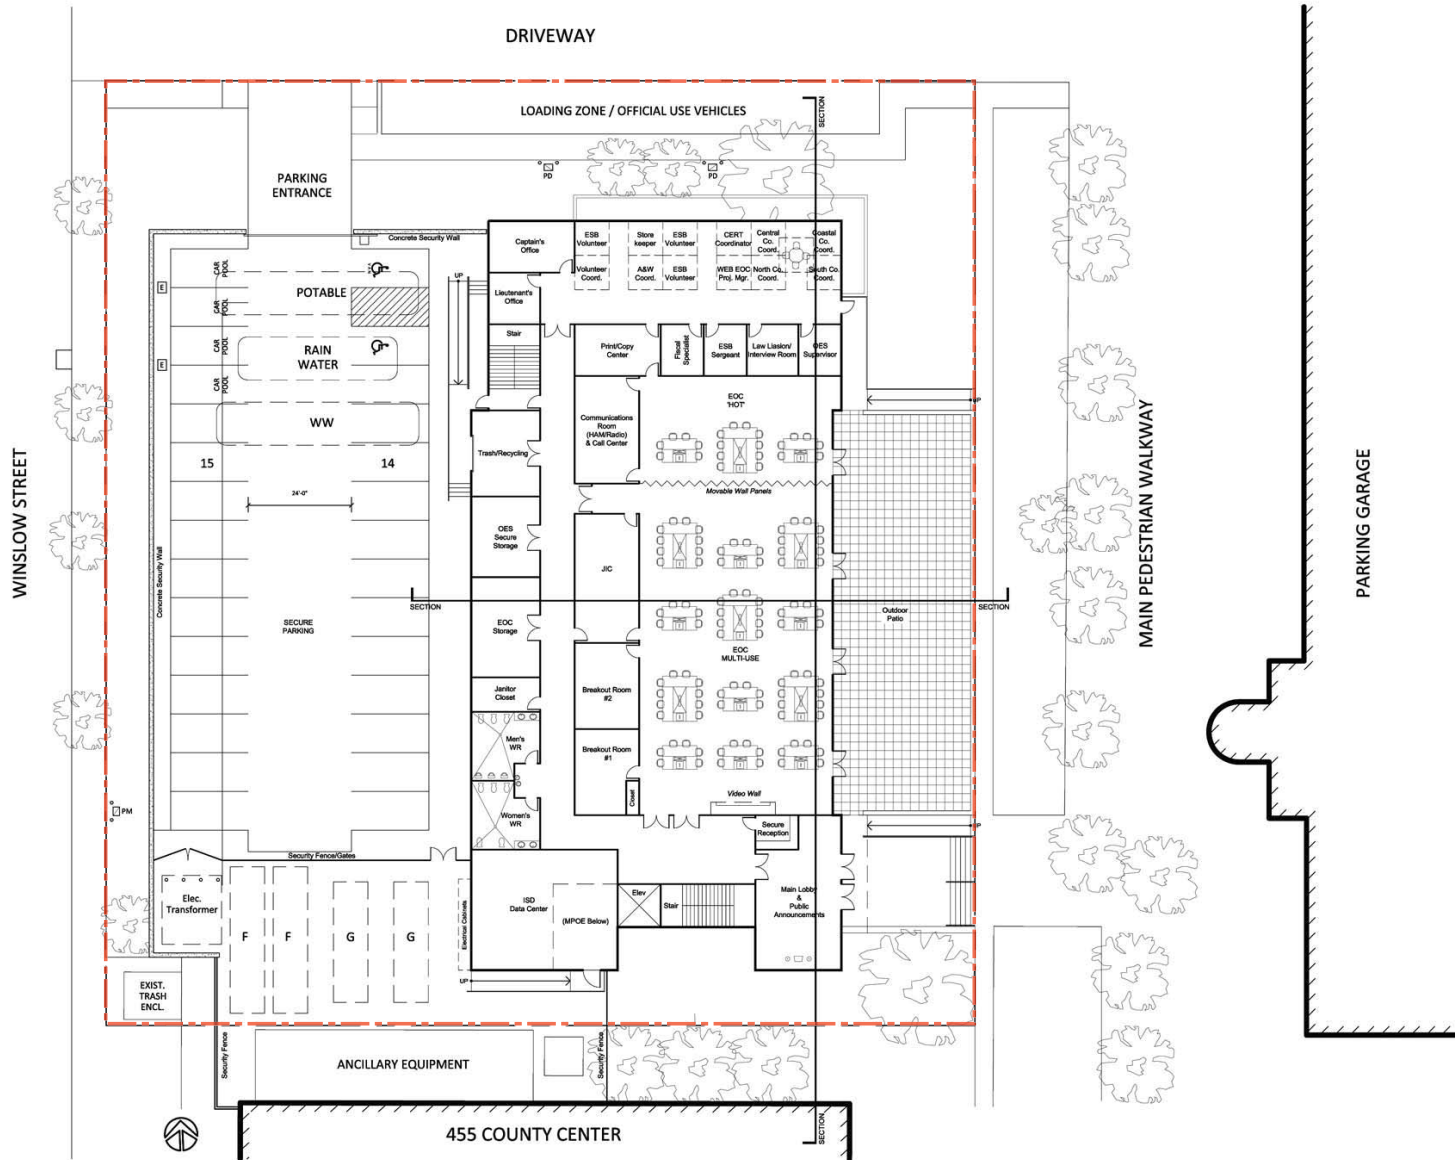 DRIVEWAY
LOADING ZONE / OFFICIAL USE VEHICLES
SECTION
PARKING
ENTRANCE
PD
PD
Concrete Security Wall
Captain's
Office
ESB
Volunteer
Store
keeper
ESB
Volunteer
CERT
Coordinator
Central
Co.
Coord.
Coastal
Co.
Coord.
Volunteer
Coord.
A&W
Coord.
ESB
Volunteer
WEB EOC
Proj. Mgr.
North Co.
Coord.
South Co.
Coord.
CAR
POOL
POTABLE
E
UP
Lieutenant's
Office
CAR
POOL
Stair
Print/Copy
Center
Fiscal
Specialist
ESB
Sergeant
Law Liasion/
Interview Room
OES
Supervisor
CAR
POOL
RAIN
WATER
E
CAR
POOL
WW
EOC
'HOT'
UP
Communications
Room
(HAM/Radio)
& Call Center
Trash/Recycling
15
14
24'-0"
Movable Wall Panels
WINSLOW STREET
MAIN PEDESTRIAN WALKWAY
PARKING GARAGE
OES
Secure
Storage
JIC
Concrete Security Wall
SECTION
SECTION
SECURE
PARKING
EOC
Storage
Outdoor
Patio
EOC
MULTI-USE
Janitor
Closet
Breakout Room
#2
Men's
WR
Breakout Room
#1
Closet
Video Wall
PM
Women's
WR
Secure
Reception
UP
Security Fence/Gates
Elec.
Transformer
F
F
G
G
Electrical Cabinets
ISD
Data Center
(MPOE Below)
Elev
Stair
Main Lobby
&
Public
Announcements
UP
EXIST.
TRASH
ENCL.
Security Fence
ANCILLARY EQUIPMENT
Security Fence
455 COUNTY CENTER
SECTION